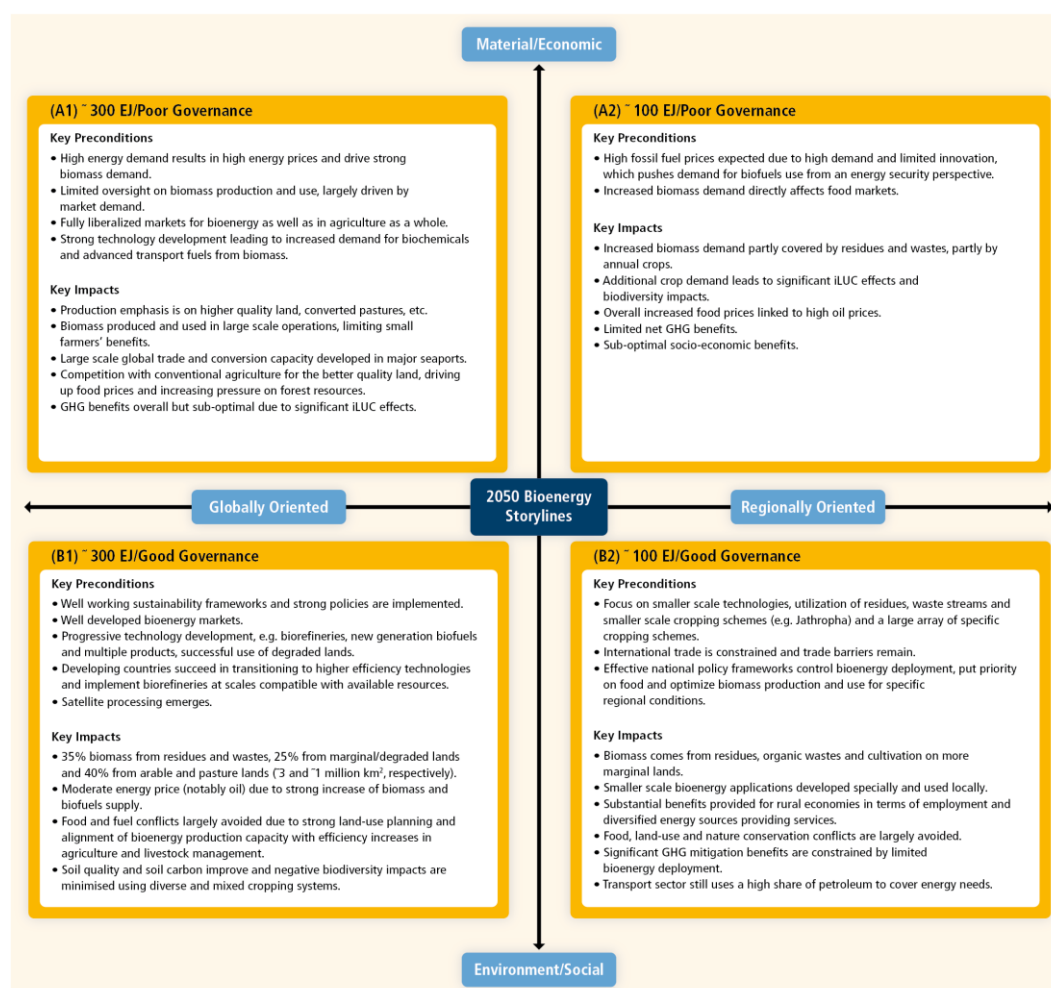 Material/Economic
(A1) ˜ 300 EJ/Poor Governance
Key Preconditions
• High energy demand results in high energy prices and drive strong
biomass demand.
• Limited oversight on biomass production and use, largely driven by
market demand.
• Fully liberalized markets for bioenergy as well as in agriculture as a whole.
• Strong technology development leading to increased demand for biochemicals
and advanced transport fuels from biomass.
Key Impacts
• Production emphasis is on higher quality land, converted pastures, etc.
• Biomass produced and used in large scale operations, limiting small
farmers' benefits.
• Large scale global trade and conversion capacity developed in major seaports.
• Competition with conventional agriculture for the better quality land, driving
up food prices and increasing pressure on forest resources.
• GHG benefits overall but sub-optimal due to significant iLUC effects.
(A2) ˜ 100 EJ/Poor Governance
Key Preconditions
• High fossil fuel prices expected due to high demand and limited innovation,
which pushes demand for biofuels use from an energy security perspective.
• Increased biomass demand directly affects food markets.
Key Impacts
• Increased biomass demand partly covered by residues and wastes, partly by
annual crops.
• Additional crop demand leads to significant iLUC effects and
biodiversity impacts.
• Overall increased food prices linked to high oil prices.
• Limited net GHG benefits.
• Sub-optimal socio-economic benefits.
Globally Oriented
2050 Bioenergy
Storylines
Regionally Oriented
(B1) ˜ 300 EJ/Good Governance
Key Preconditions
• Well working sustainability frameworks and strong policies are implemented.
• Well developed bioenergy markets.
• Progressive technology development, e.g. biorefineries, new generation biofuels
and multiple products, successful use of degraded lands.
• Developing countries succeed in transitioning to higher efficiency technologies
and implement biorefineries at scales compatible with available resources.
• Satellite processing emerges.
Key Impacts
• 35% biomass from residues and wastes, 25% from marginal/degraded lands
and 40% from arable and pasture lands (˜3 and ˜1 million km², respectively).
• Moderate energy price (notably oil) due to strong increase of biomass and
biofuels supply.
• Food and fuel conflicts largely avoided due to strong land-use planning and
alignment of bioenergy production capacity with efficiency increases in
agriculture and livestock management.
• Soil quality and soil carbon improve and negative biodiversity impacts are
minimised using diverse and mixed cropping systems.
(B2) ˜ 100 EJ/Good Governance
Key Preconditions
• Focus on smaller scale technologies, utilization of residues, waste streams and
smaller scale cropping schemes (e.g. Jathropha) and a large array of specific
cropping schemes.
• International trade is constrained and trade barriers remain.
• Effective national policy frameworks control bioenergy deployment, put priority
on food and optimize biomass production and use for specific
regional conditions.
Key Impacts
• Biomass comes from residues, organic wastes and cultivation on more
marginal lands.
• Smaller scale bioenergy applications developed specially and used locally.
• Substantial benefits provided for rural economies in terms of employment and
diversified energy sources providing services.
• Food, land-use and nature conservation conflicts are largely avoided.
• Significant GHG mitigation benefits are constrained by limited
bioenergy deployment.
• Transport sector still uses a high share of petroleum to cover energy needs.
Environment/Social